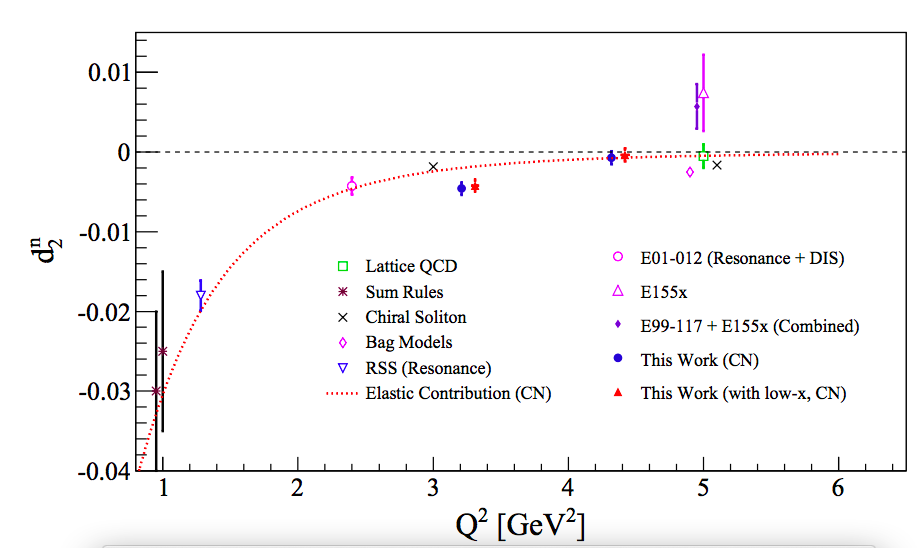 0.01
0
-0.01
-0.02
-0.03
-0.04
d₂ⁿ
1 2 3 4 5 6
Q² [GeV²]
Lattice QCD
Sum Rules
Chiral Soliton
Bag Models
RSS (Resonance)
Elastic Contribution (CN)
E01-012 (Resonance + DIS)
E155x
E99-117 + E155x (Combined)
This Work (CN)
This Work (with low-x, CN)